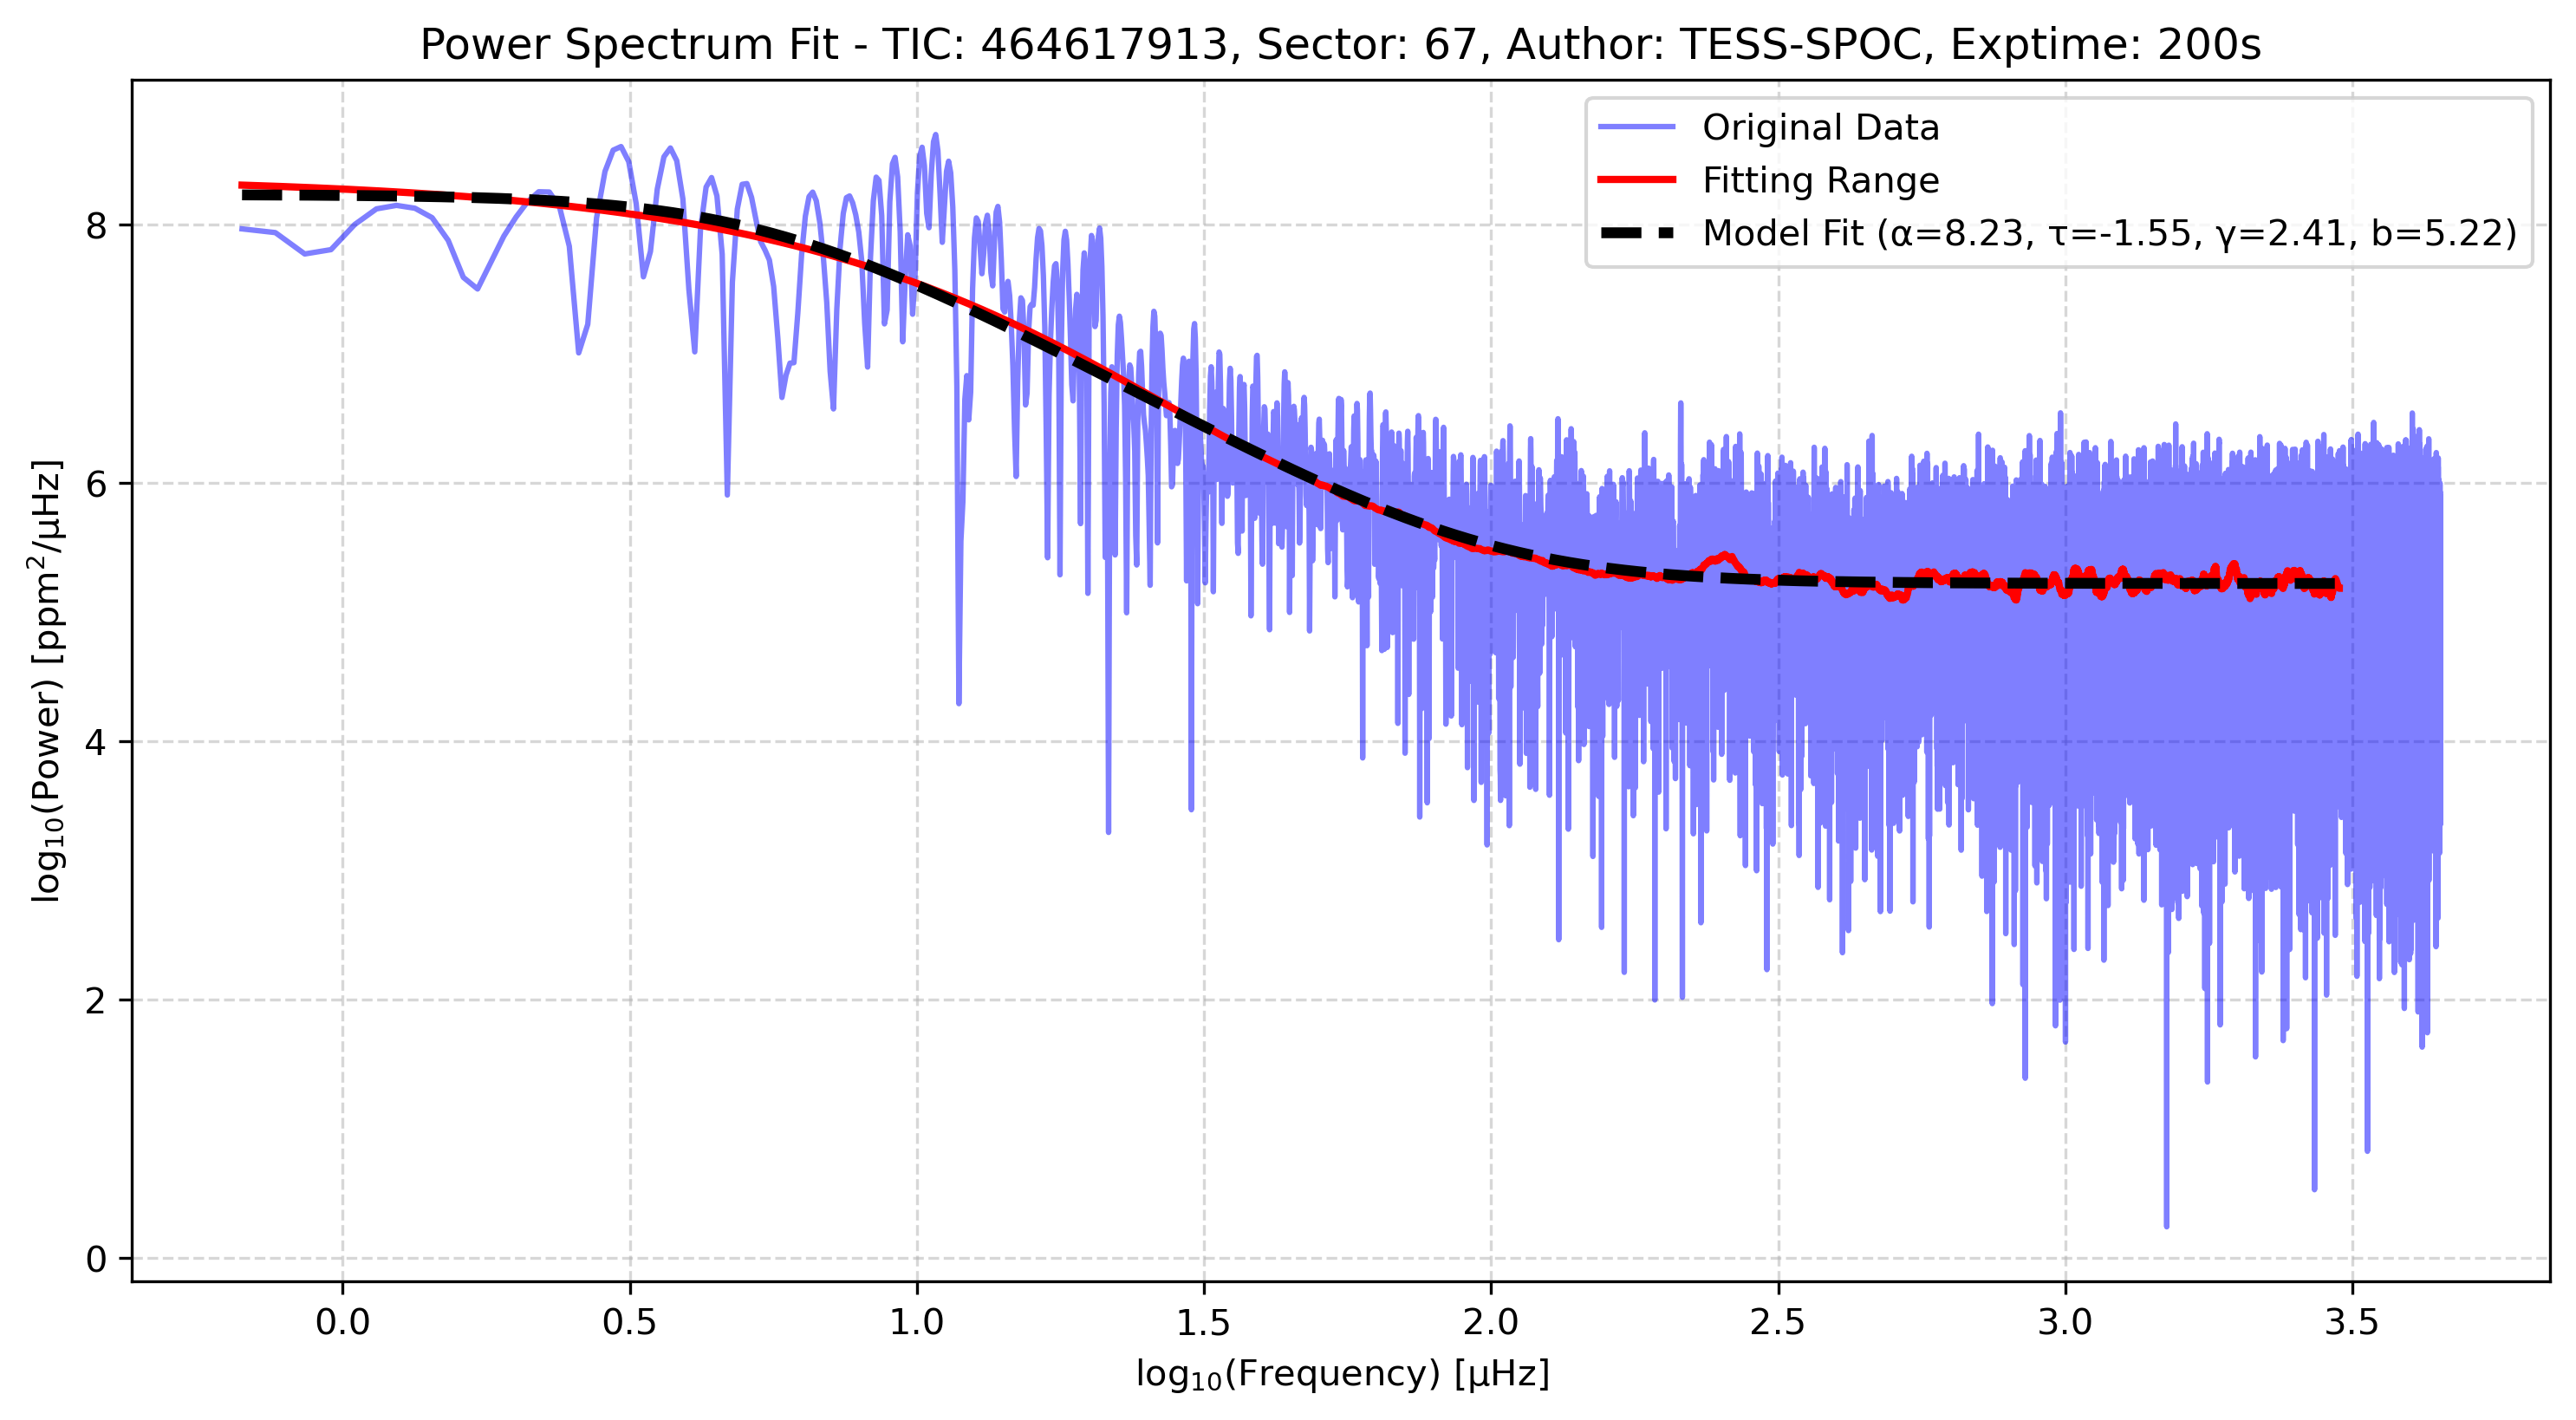 Power Spectrum Fit - TIC: 464617913, Sector: 67, Author: TESS-SPOC, Exptime: 200s
Original Data
Fitting Range
Model Fit (α=8.23, τ=-1.55, γ=2.41, b=5.22)
log₁₀(Power) [ppm²/μHz]
8
6
4
2
0
0.0 0.5 1.0 1.5 2.0 2.5 3.0 3.5
log₁₀(Frequency) [μHz]